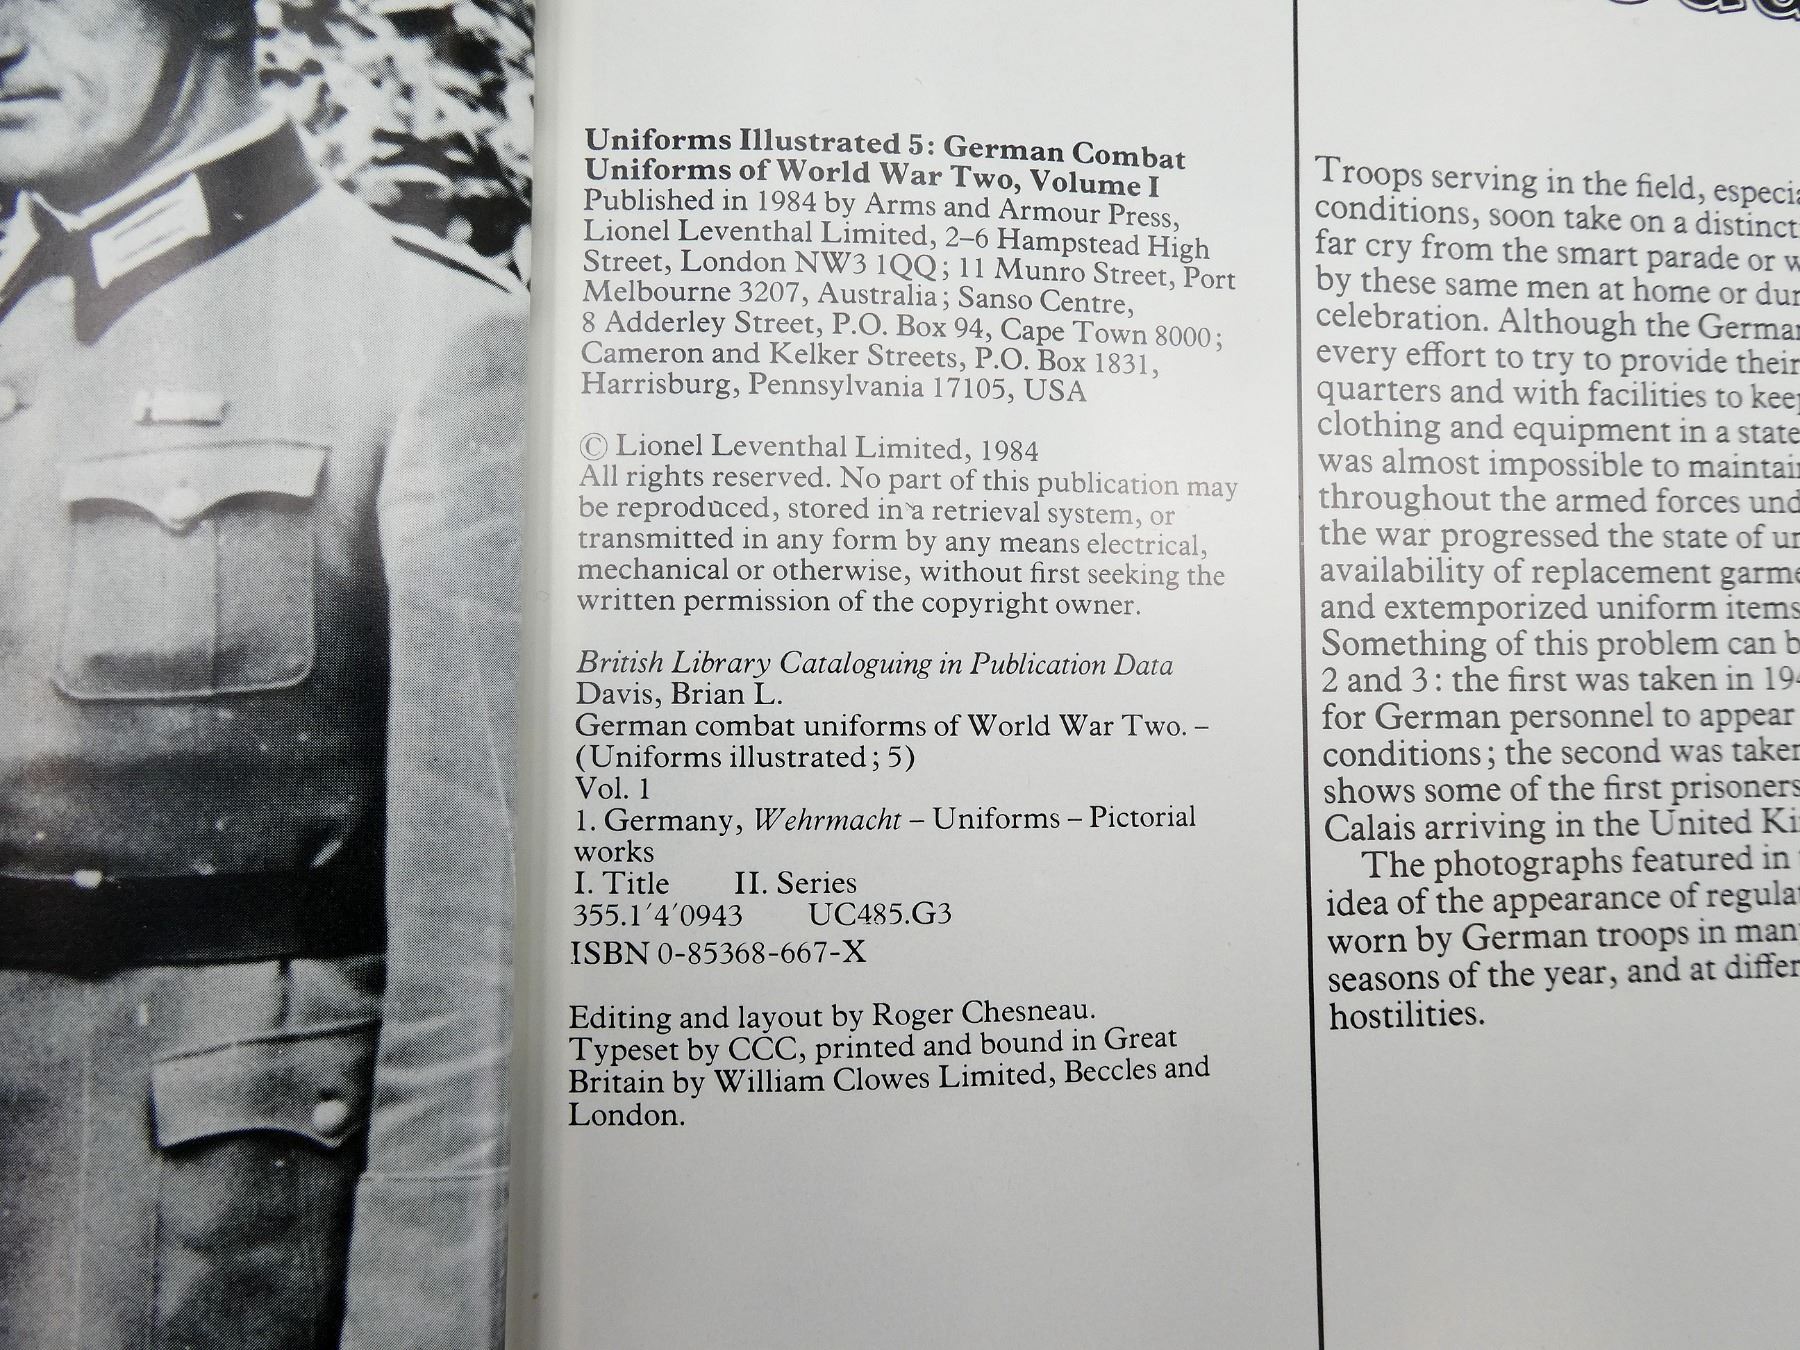 Uniforms Illustrated 5: German Combat
Uniforms of World War Two, Volume I
Published in 1984 by Arms and Armour Press,
Lionel Leventhal Limited, 2–6 Hampstead High
Street, London NW3 1QQ; 11 Munro Street, Port
Melbourne 3207, Australia; Sanso Centre,
8 Adderley Street, P.O. Box 94, Cape Town 8000;
Cameron and Kelker Streets, P.O. Box 1831,
Harrisburg, Pennsylvania 17105, USA
© Lionel Leventhal Limited, 1984
All rights reserved. No part of this publication may
be reproduced, stored in a retrieval system, or
transmitted in any form by any means electrical,
mechanical or otherwise, without first seeking the
written permission of the copyright owner.
British Library Cataloguing in Publication Data
Davis, Brian L.
German combat uniforms of World War Two. –
(Uniforms illustrated; 5)
Vol. 1
1. Germany, Wehrmacht – Uniforms – Pictorial
works
I. Title II. Series
355.1′4′0943 UC485.G3
ISBN 0-85368-667-X
Editing and layout by Roger Chesneau.
Typeset by CCC, printed and bound in Great
Britain by William Clowes Limited, Beccles and
London.
Troops serving in the field, especia
conditions, soon take on a distinct
far cry from the smart parade or w
by these same men at home or dur
celebration. Although the German
every effort to try to provide their
quarters and with facilities to keep
clothing and equipment in a state
was almost impossible to maintain
throughout the armed forces und
the war progressed the state of un
availability of replacement garme
and extemporized uniform items
Something of this problem can b
2 and 3: the first was taken in 194
for German personnel to appear
conditions; the second was taken
shows some of the first prisoners
Calais arriving in the United Ki
The photographs featured in
idea of the appearance of regula
worn by German troops in man
seasons of the year, and at differ
hostilities.